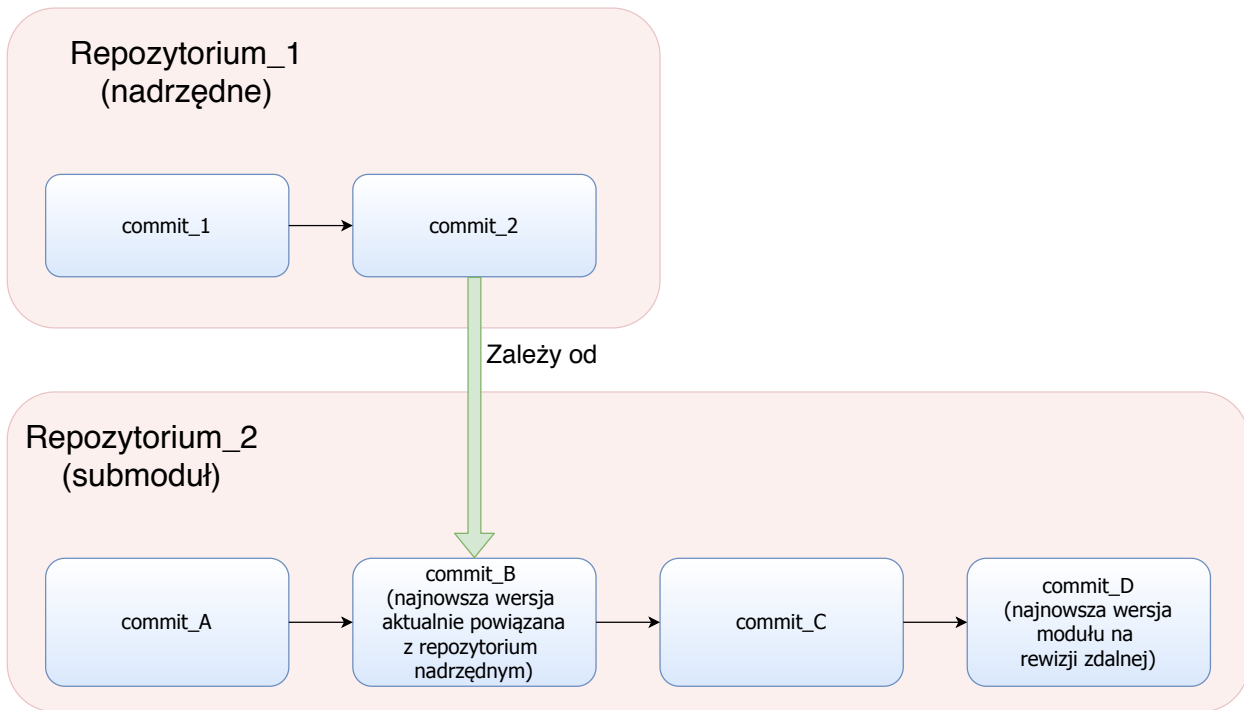 Repozytorium_1
(nadrzędne)
commit_1
commit_2
Zależy od
Repozytorium_2
(submoduł)
commit_A
commit_B
(najnowsza wersja
aktualnie powiązana
z repozytorium
nadrzędnym)
commit_C
commit_D
(najnowsza wersja
modułu na
rewizji zdalnej)